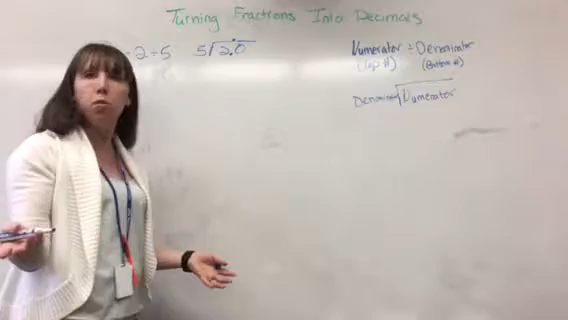 Turning Fractions Into Decimals
- 2 ÷ 5 5⟌2.0
Numerator ÷ Denominator
(Top #) (Bottom #)
Denominator⟌Numerator